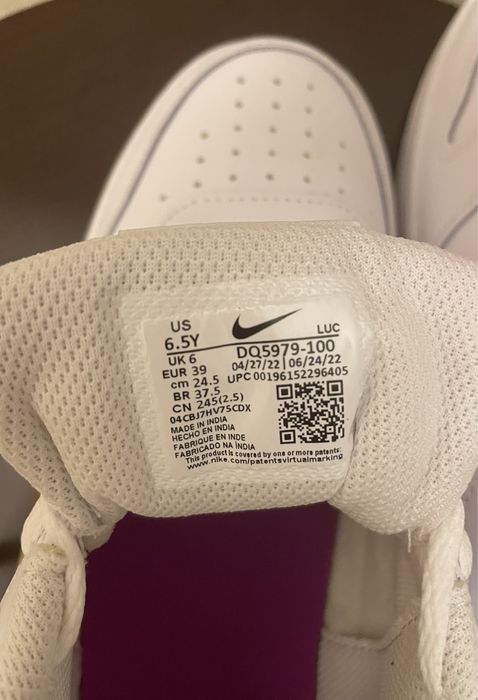 US
6.5Y
LUC
UK 6
DQ5979-100
EUR 39
04/27/22 | 06/24/22
cm 24.5
UPC 00196152296405
BR 37.5
CN 245(2.5)
04CBJ7HV75CDX
MADE IN INDIA
HECHO EN INDIA
FABRIQUE EN INDE
FABRICADO NA ÍNDIA
This product is covered by one or more patents:
www.nike.com/patentsvirtualmarking